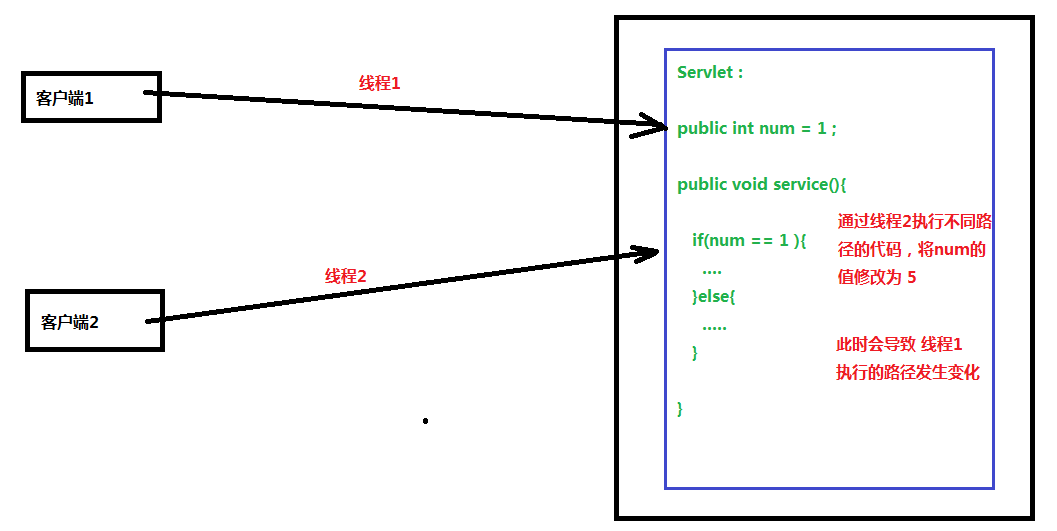 线程1
客户端1
Servlet :
public int num = 1 ;
public void service(){
if(num == 1 ){
....
}else{
.....
}
}
通过线程2执行不同路
径的代码，将num的
值修改为 5
此时会导致 线程1
执行的路径发生变化
线程2
客户端2